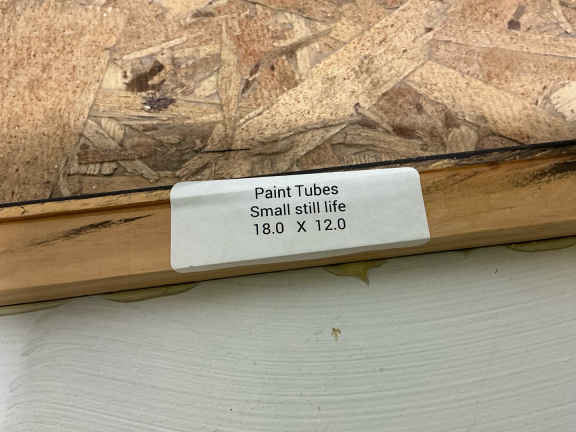 Paint Tubes
Small still life
18.0 X 12.0